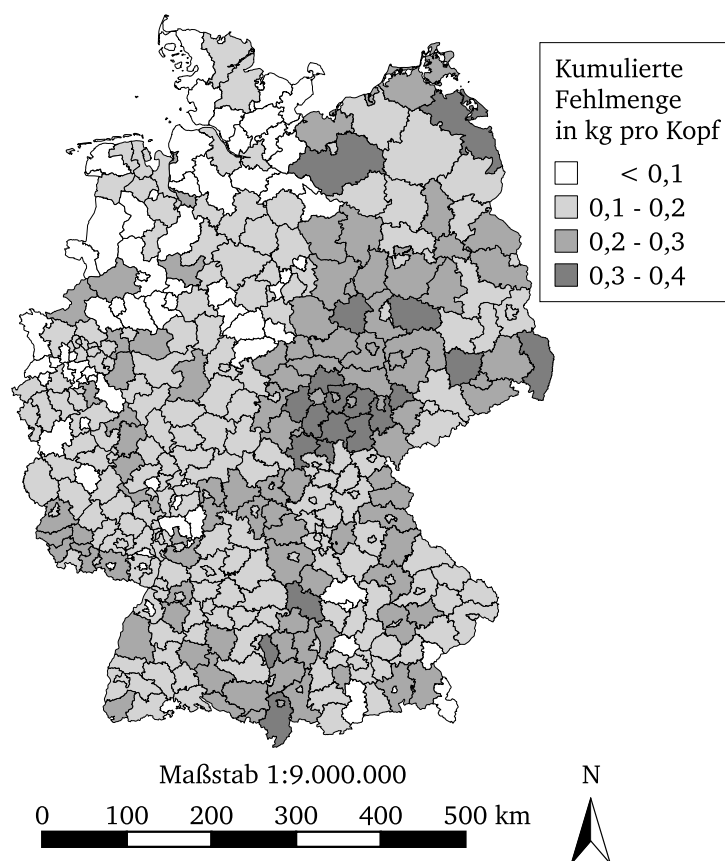 Kumulierte
Fehlmenge
in kg pro Kopf
< 0,1
0,1 - 0,2
0,2 - 0,3
0,3 - 0,4
Maßstab 1:9.000.000
N
0 100 200 300 400 500 km